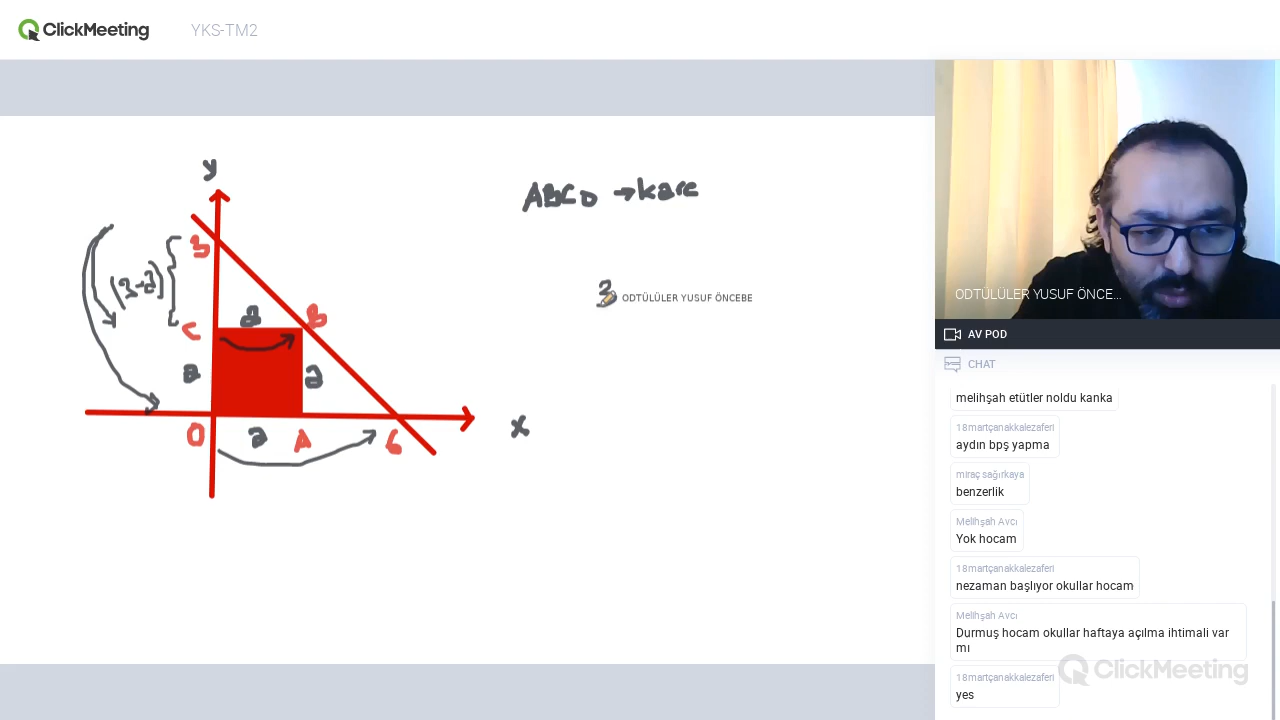 ClickMeeting
YKS-TM2
y
ABCD → kare
3
(3-a)
3
ODTÜLÜLER YUSUF ÖNCEBE
C
a
B
a
a
O
a
A
6
x
ODTÜLÜLER YUSUF ÖNCE...
AV POD
CHAT
melihşah etütler noldu kanka
18martçanakkalezaferi
aydın bpş yapma
miraç sağırkaya
benzerlik
Melihşah Avcı
Yok hocam
18martçanakkalezaferi
nezaman başlıyor okullar hocam
Melihşah Avcı
Durmuş hocam okullar haftaya açılma ihtimali var
mı
18martçanakkalezaferi
yes
ClickMeeting